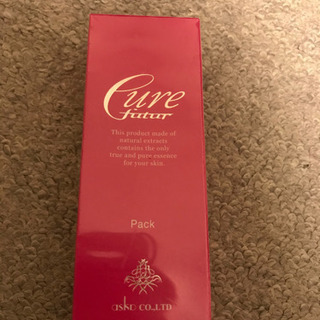 Cure
futur
This product made of
natural extracts
contains the only
true and pure essence
for your skin.
Pack
CO.,LTD